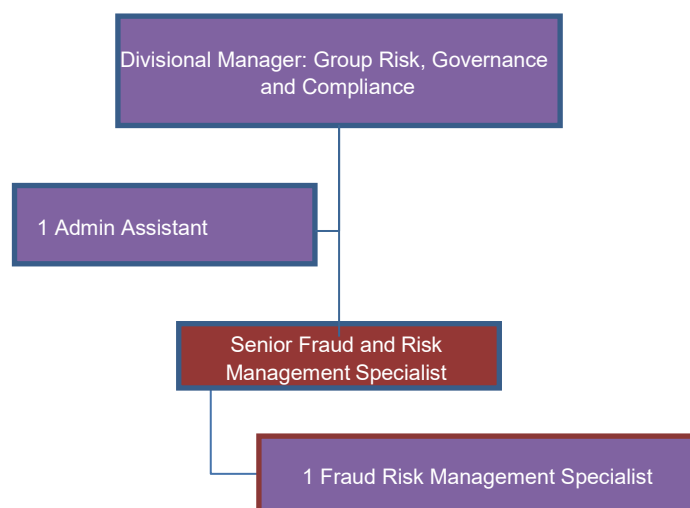 Divisional Manager: Group Risk, Governance
and Compliance
1 Admin Assistant
Senior Fraud and Risk
Management Specialist
1 Fraud Risk Management Specialist